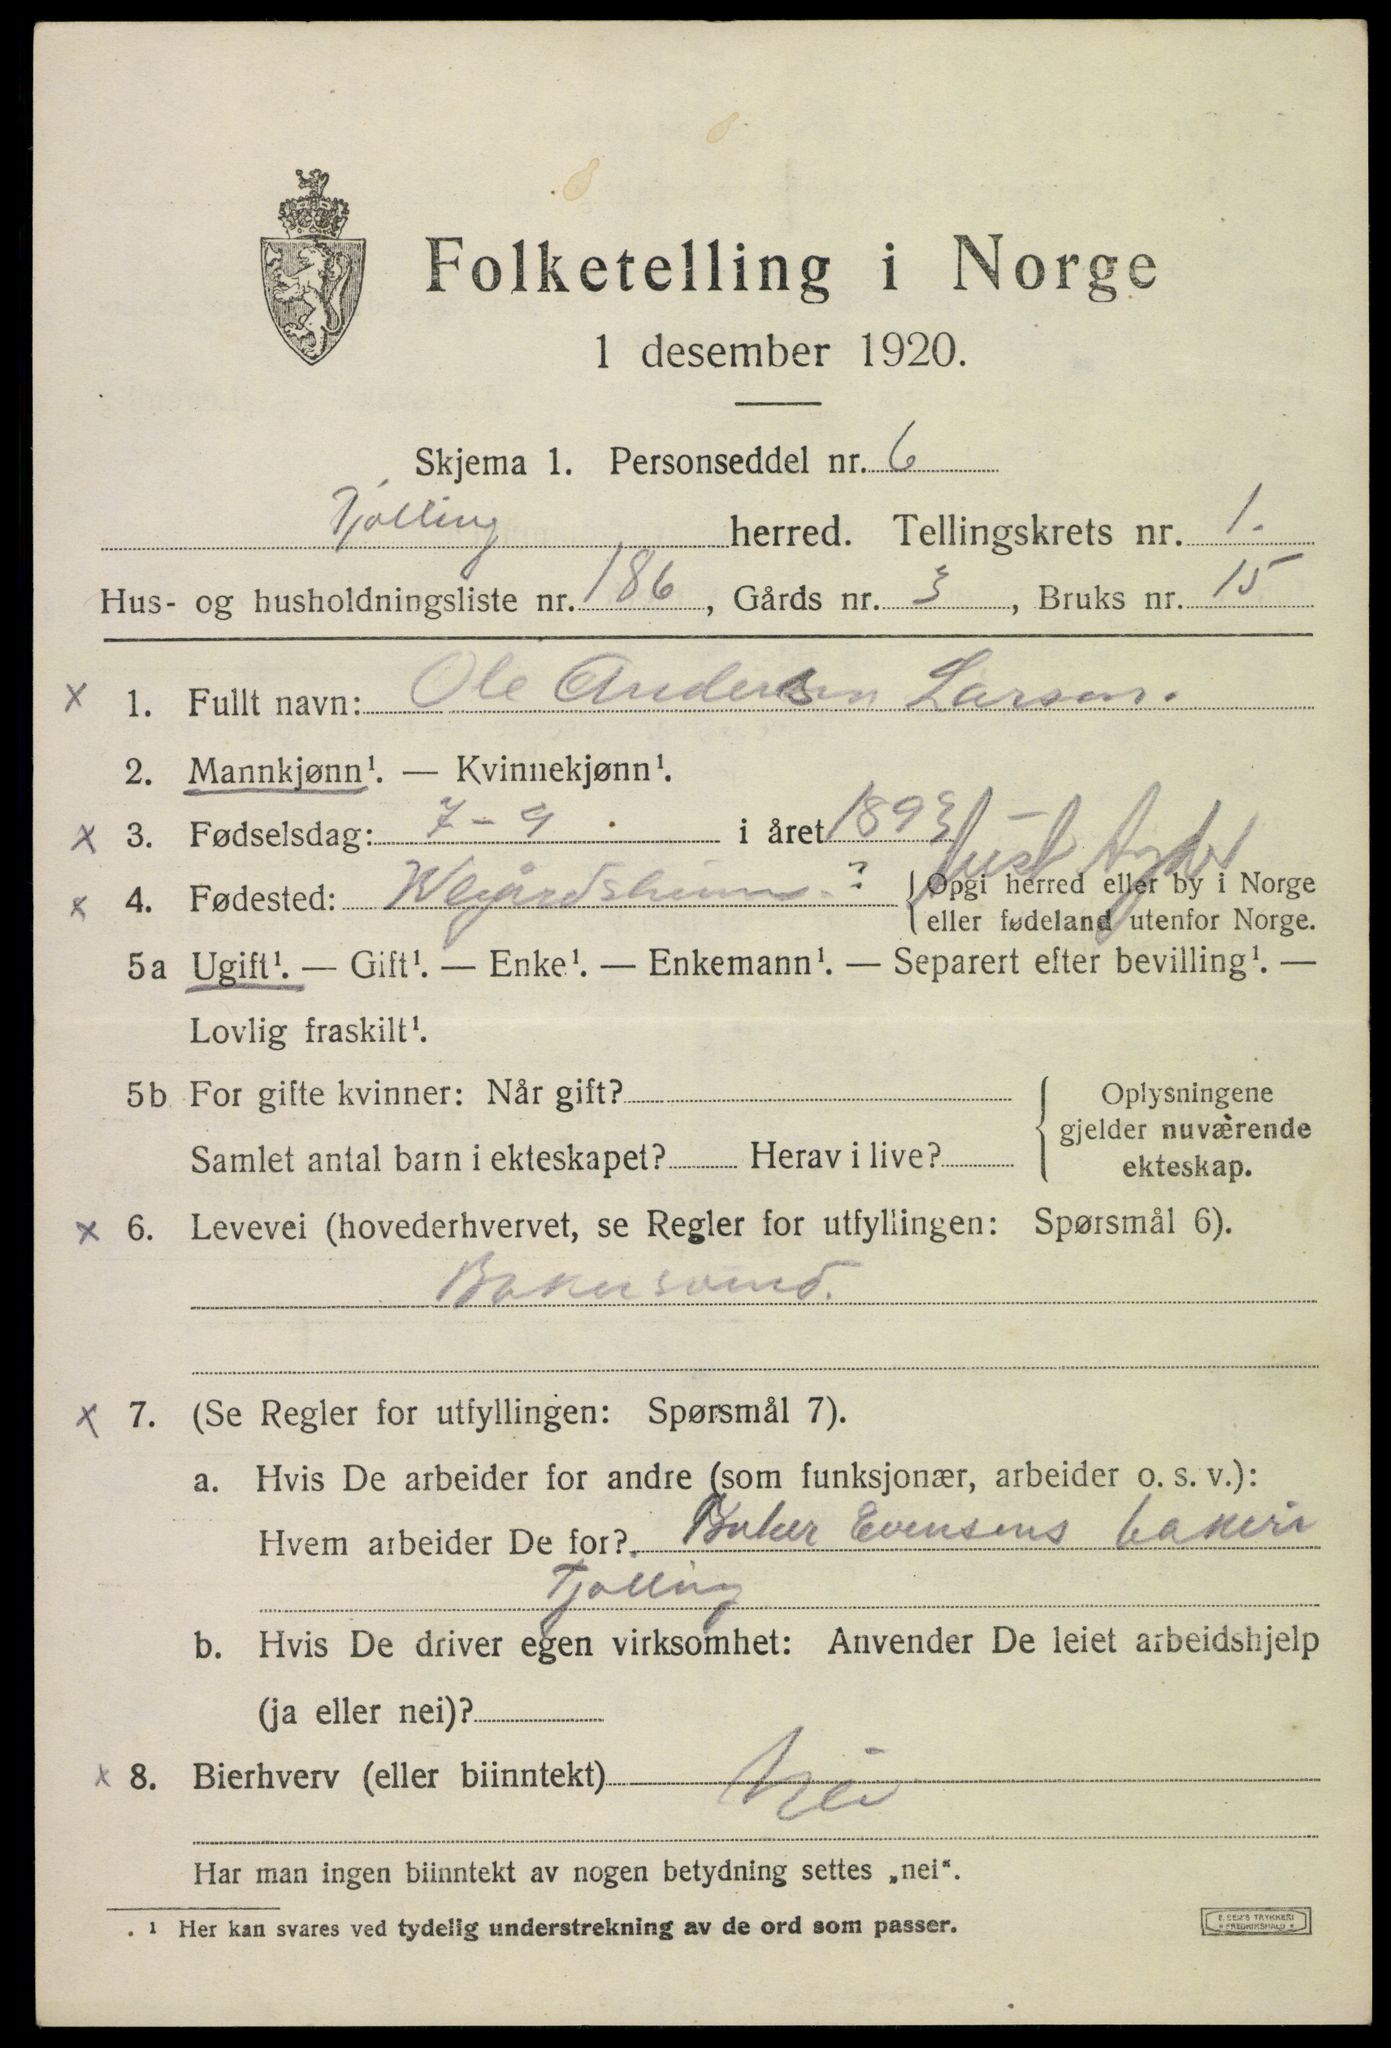 Folketelling i Norge
1 desember 1920.
Skjema 1. Personseddel nr. 6
Tjølling herred. Tellingskrets nr. 1.
Hus- og husholdningsliste nr. 186, Gårds nr. 3, Bruks nr. 15
x 1. Fullt navn: Ole Anderson Larsen.
2. Mannkjønn¹. — Kvinnekjønn¹.
x 3. Fødselsdag: 7-9 i året 1893
Aust Agder
x 4. Fødested: ? {Opgi herred eller by i Norge
eller fødeland utenfor Norge.
5a Ugift¹. — Gift¹. — Enke¹. — Enkemann¹. — Separert efter bevilling¹. —
Lovlig fraskilt¹.
5b For gifte kvinner: Når gift?
Samlet antal barn i ekteskapet? Herav i live?
{Oplysningene
gjelder nuværende
ekteskap.
x 6. Levevei (hovederhvervet, se Regler for utfyllingen: Spørsmål 6).
Bakersvend.
x 7. (Se Regler for utfyllingen: Spørsmål 7).
a. Hvis De arbeider for andre (som funksjonær, arbeider o. s. v.):
Hvem arbeider De for? Baker Evensens bakeri
Tjølling
b. Hvis De driver egen virksomhet: Anvender De leiet arbeidshjelp
(ja eller nei)?
x 8. Bierhverv (eller biinntekt) Nei
Har man ingen biinntekt av nogen betydning settes „nei“.
¹ Her kan svares ved tydelig understrekning av de ord som passer.
E. SEM'S TRYKKERI
FREDRIKSHALD